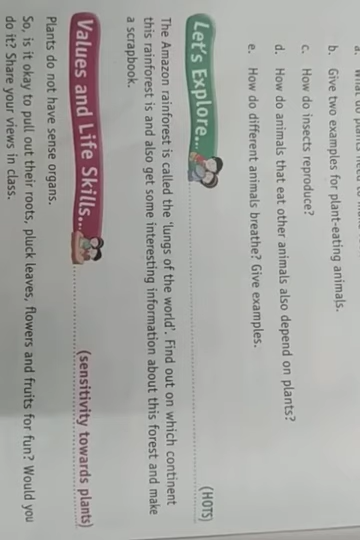 b. Give two examples for plant-eating animals.
c. How do insects reproduce?
d. How do animals that eat other animals also depend on plants?
e. How do different animals breathe? Give examples.
Let's Explore... (HOTS)
The Amazon rainforest is called the 'lungs of the world'. Find out on which continent
this rainforest is and also get some interesting information about this forest and make
a scrapbook.
Values and Life Skills... (sensitivity towards plants)
Plants do not have sense organs.
So, is it okay to pull out their roots, pluck leaves, flowers and fruits for fun? Would you
do it? Share your views in class.